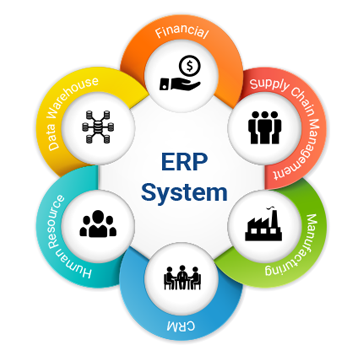 Financial
Supply Chain Management
Manufacturing
CRM
Human Resource
Data Warehouse
ERP
System
$